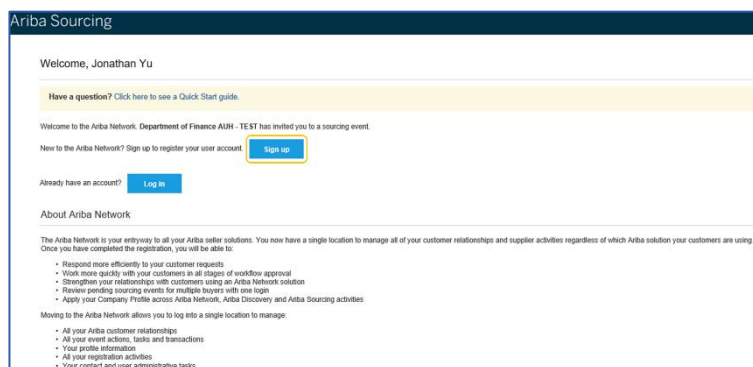 Ariba Sourcing
Welcome, Jonathan Yu
Have a question? Click here to see a Quick Start guide.
Welcome to the Ariba Network. Department of Finance AUH - TEST has invited you to a sourcing event.
New to the Ariba Network? Sign up to register your user account. Sign up
Already have an account? Log in
About Ariba Network
The Ariba Network is your entryway to all your Ariba seller solutions. You now have a single location to manage all of your customer relationships and supplier activities regardless of which Ariba solution your customers are using.
Once you have completed the registration, you will be able to:
• Respond more efficiently to your customer requests
• Work more quickly with your customers in all stages of workflow approval
• Strengthen your relationships with customers using an Ariba Network solution
• Review pending sourcing events for multiple buyers with one login
• Apply your Company Profile across Ariba Network, Ariba Discovery and Ariba Sourcing activities
Moving to the Ariba Network allows you to log into a single location to manage:
• All your Ariba customer relationships
• All your event actions, tasks and transactions
• Your profile information
• All your registration activities
• Your contact and user administrative tasks